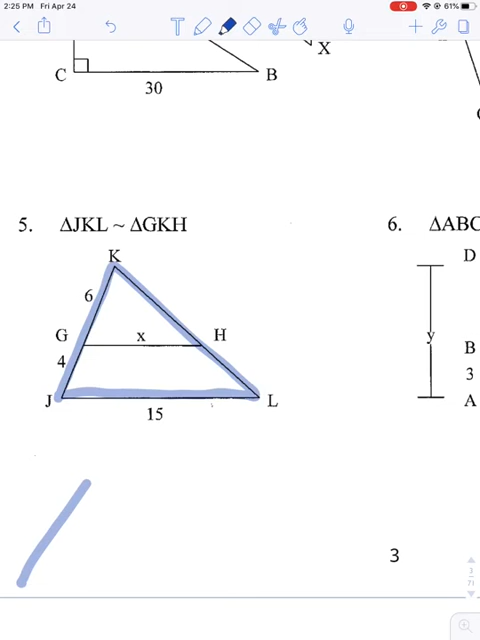 2:25 PM Fri Apr 24
61%
T
X
C
B
30
5. ΔJKL ~ ΔGKH
6. ΔABC
K
D
6
G
x
H
y
B
4
3
J
L
A
15
3